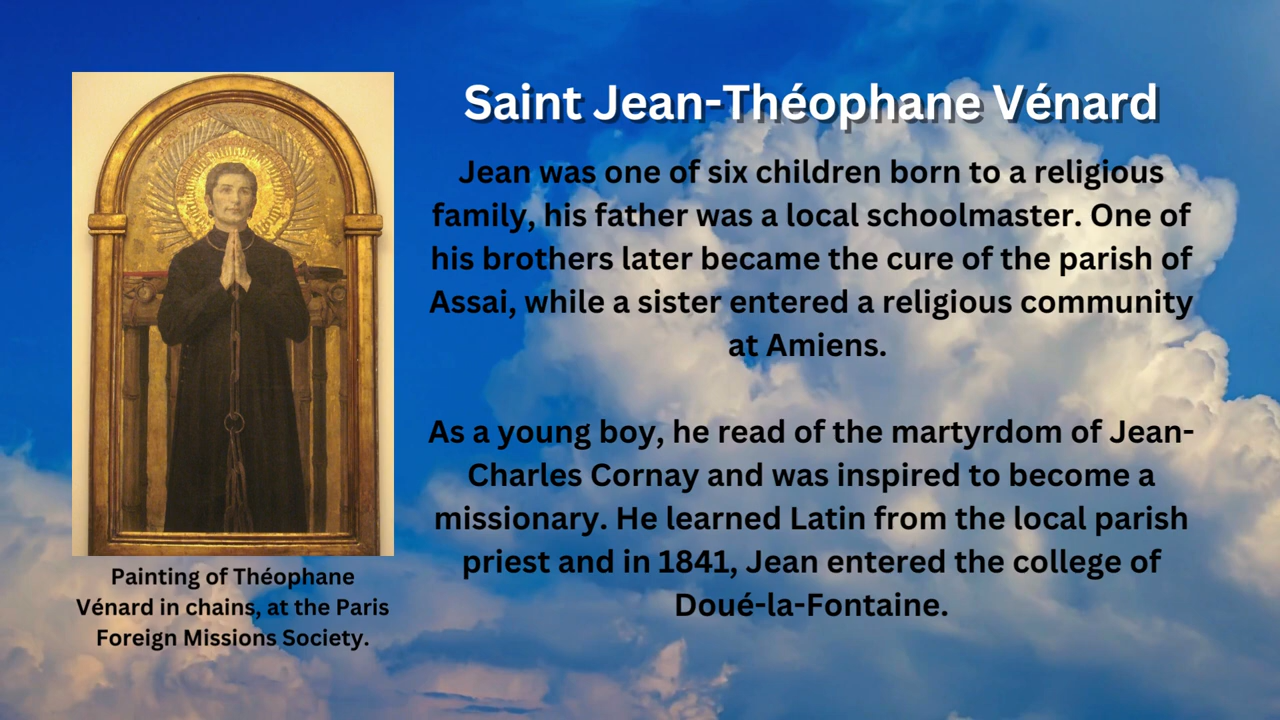 Saint Jean-Théophane Vénard
Jean was one of six children born to a religious
family, his father was a local schoolmaster. One of
his brothers later became the cure of the parish of
Assai, while a sister entered a religious community
at Amiens.
As a young boy, he read of the martyrdom of Jean-
Charles Cornay and was inspired to become a
missionary. He learned Latin from the local parish
priest and in 1841, Jean entered the college of
Doué-la-Fontaine.
Painting of Théophane
Vénard in chains, at the Paris
Foreign Missions Society.